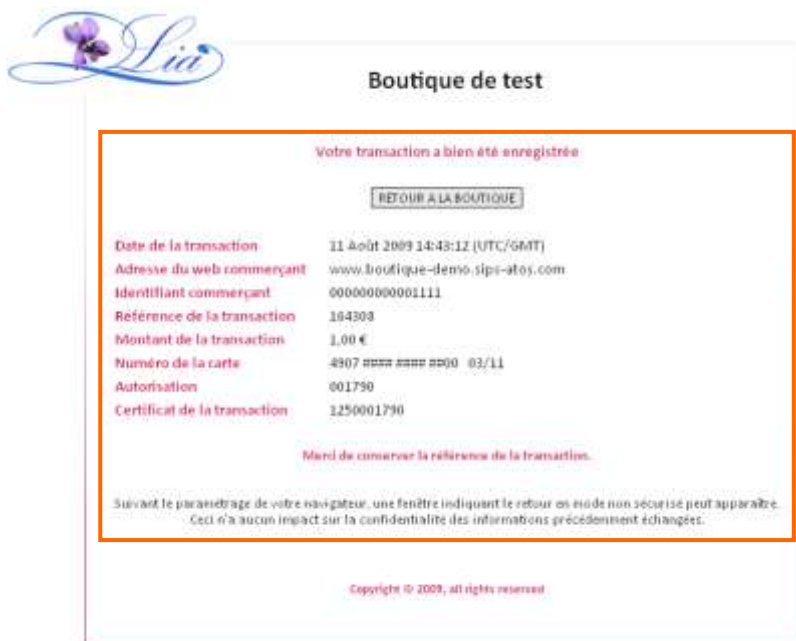 Lia
Boutique de test
Votre transaction a bien été enregistrée
RETOUR A LA BOUTIQUE
Date de la transaction 11 Août 2009 14:43:12 (UTC/GMT)
Adresse du web commerçant www.boutique-demo.sips-atos.com
Identifiant commerçant 000000000001111
Référence de la transaction 164308
Montant de la transaction 1,00 €
Numéro de la carte 4907 #### #### ##00 03/11
Autorisation 001790
Certificat de la transaction 1250001790
Merci de conserver la référence de la transaction.
Suivant le paramétrage de votre navigateur, une fenêtre indiquant le retour en mode non sécurisé peut apparaître.
Ceci n'a aucun impact sur la confidentialité des informations précédemment échangées.
Copyright © 2009, all rights reserved